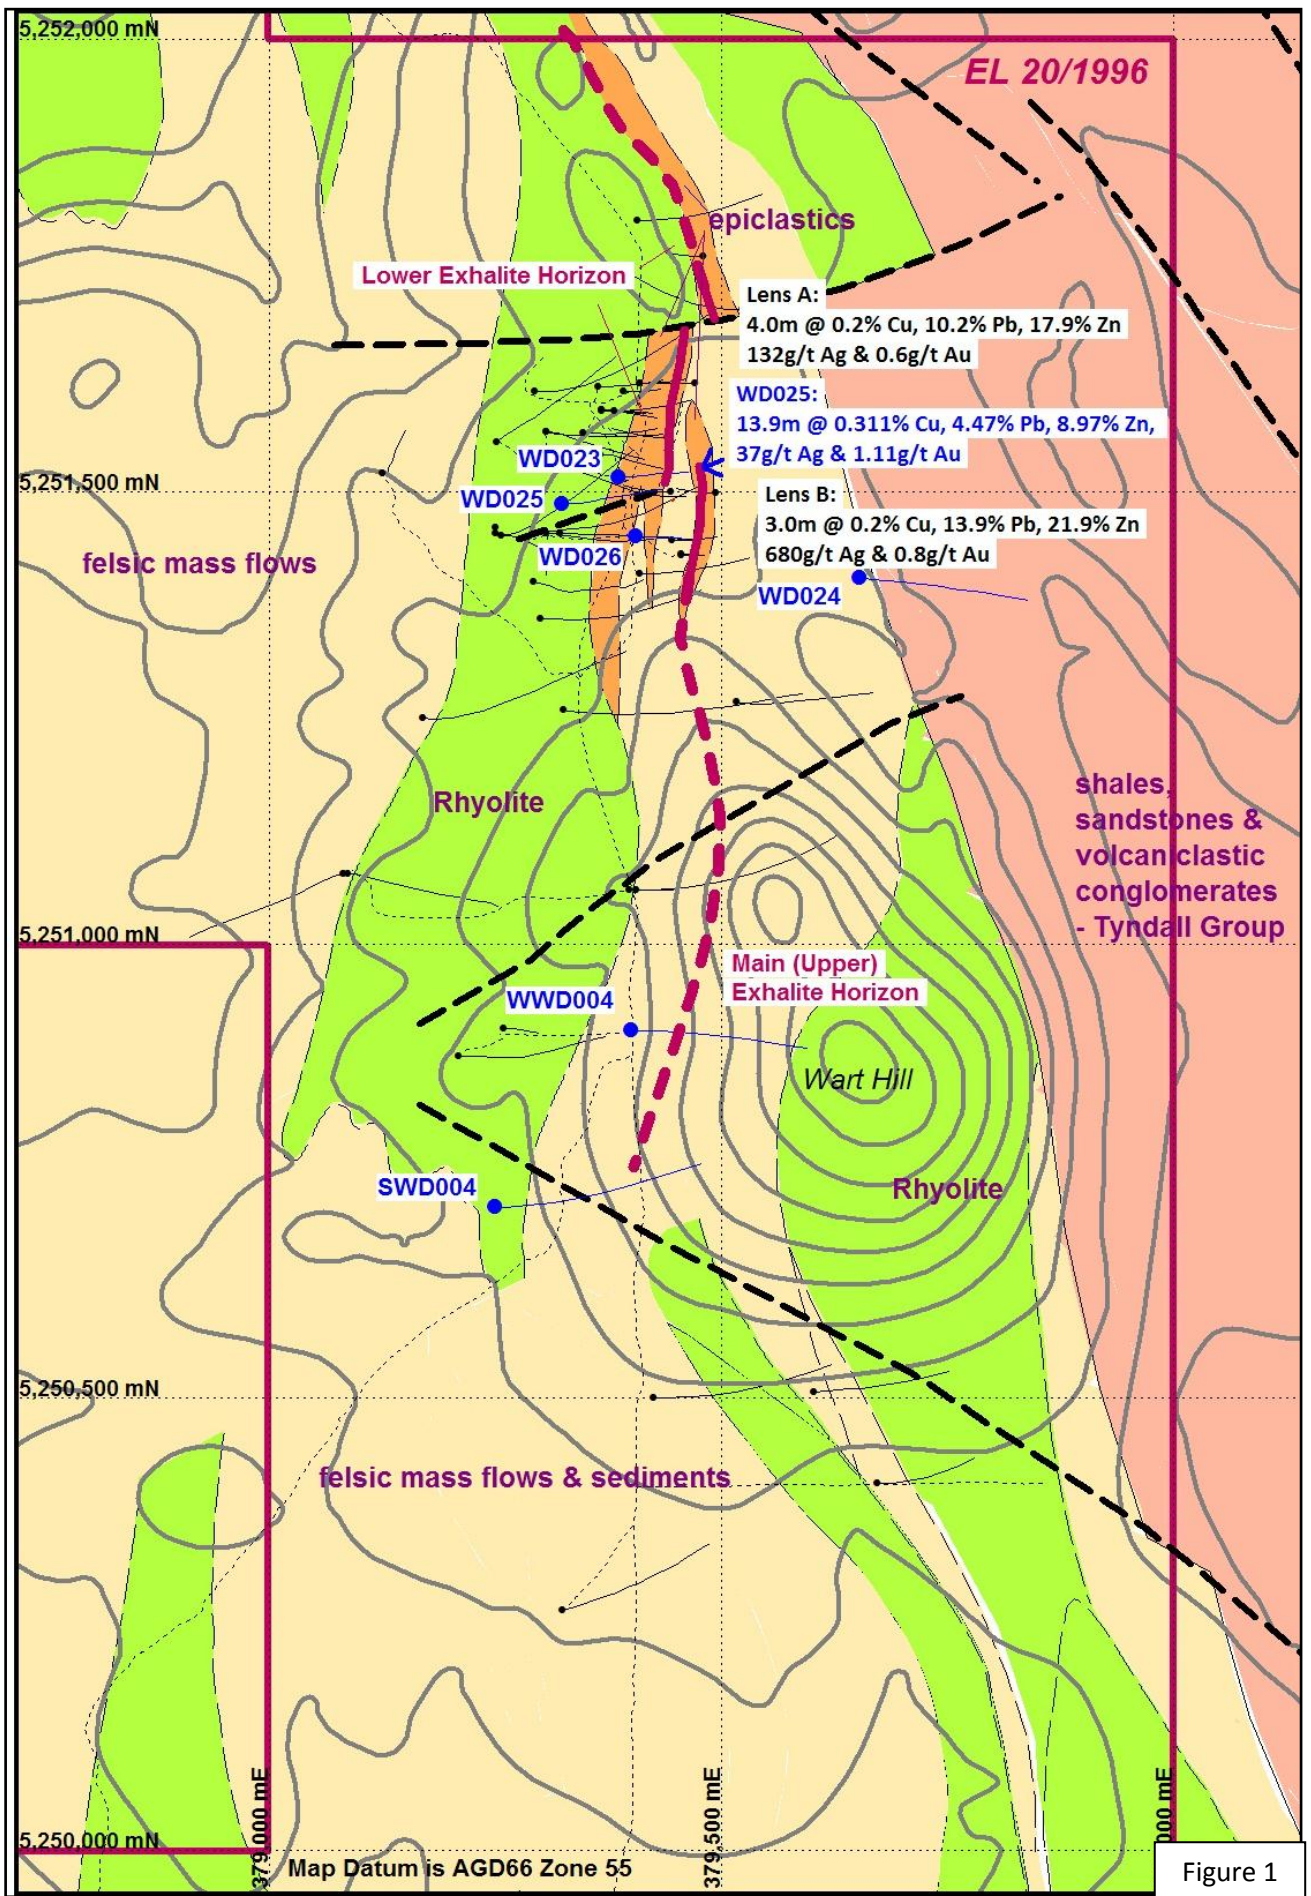 5,252,000 mN
EL 20/1996
epiclastics
Lower Exhalite Horizon
Lens A:
4.0m @ 0.2% Cu, 10.2% Pb, 17.9% Zn
132g/t Ag & 0.6g/t Au
WD025:
13.9m @ 0.311% Cu, 4.47% Pb, 8.97% Zn,
37g/t Ag & 1.11g/t Au
WD023
5,251,500 mN
WD025
Lens B:
3.0m @ 0.2% Cu, 13.9% Pb, 21.9% Zn
680g/t Ag & 0.8g/t Au
WD026
felsic mass flows
WD024
Rhyolite
shales,
sandstones &
volcaniclastic
conglomerates
- Tyndall Group
5,251,000 mN
Main (Upper)
Exhalite Horizon
WWD004
Wart Hill
SWD004
Rhyolite
5,250,500 mN
felsic mass flows & sediments
5,250,000 mN
379,000 mE
379,500 mE
000 mE
Map Datum is AGD66 Zone 55
Figure 1